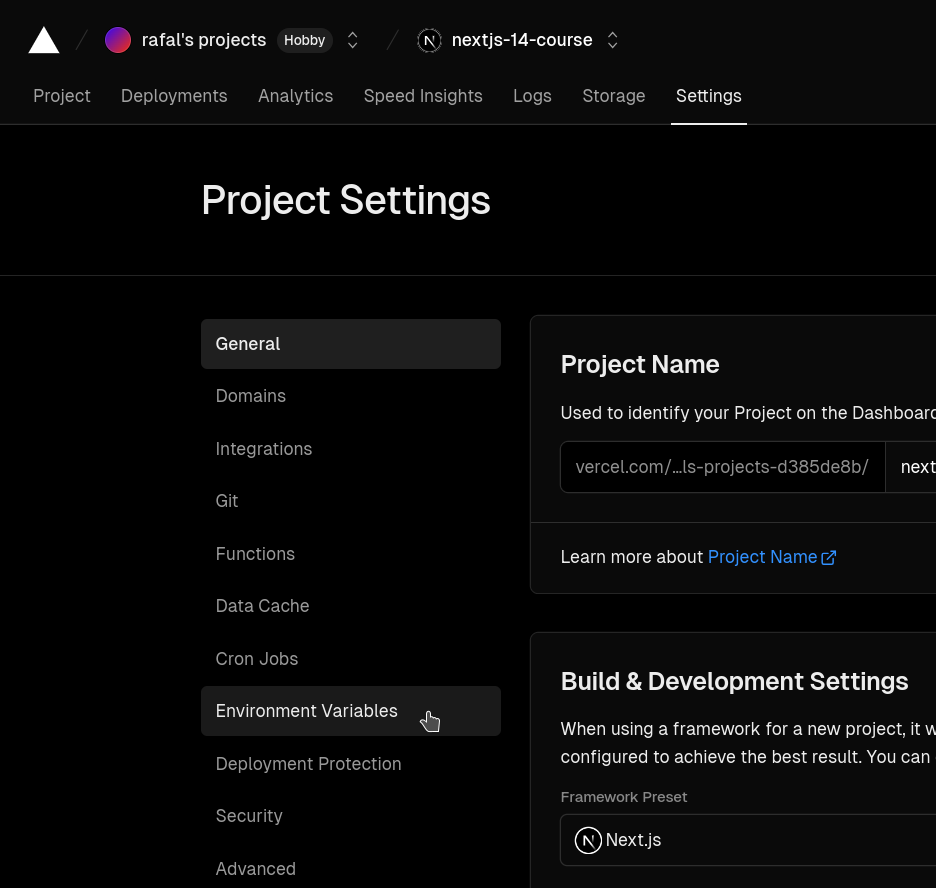 rafal's projects Hobby nextjs-14-course
Project Deployments Analytics Speed Insights Logs Storage Settings
Project Settings
General
Domains
Integrations
Git
Functions
Data Cache
Cron Jobs
Environment Variables
Deployment Protection
Security
Advanced
Project Name
Used to identify your Project on the Dashboard
vercel.com/...ls-projects-d385de8b/ next
Learn more about Project Name
Build & Development Settings
When using a framework for a new project, it w
configured to achieve the best result. You can
Framework Preset
N Next.js